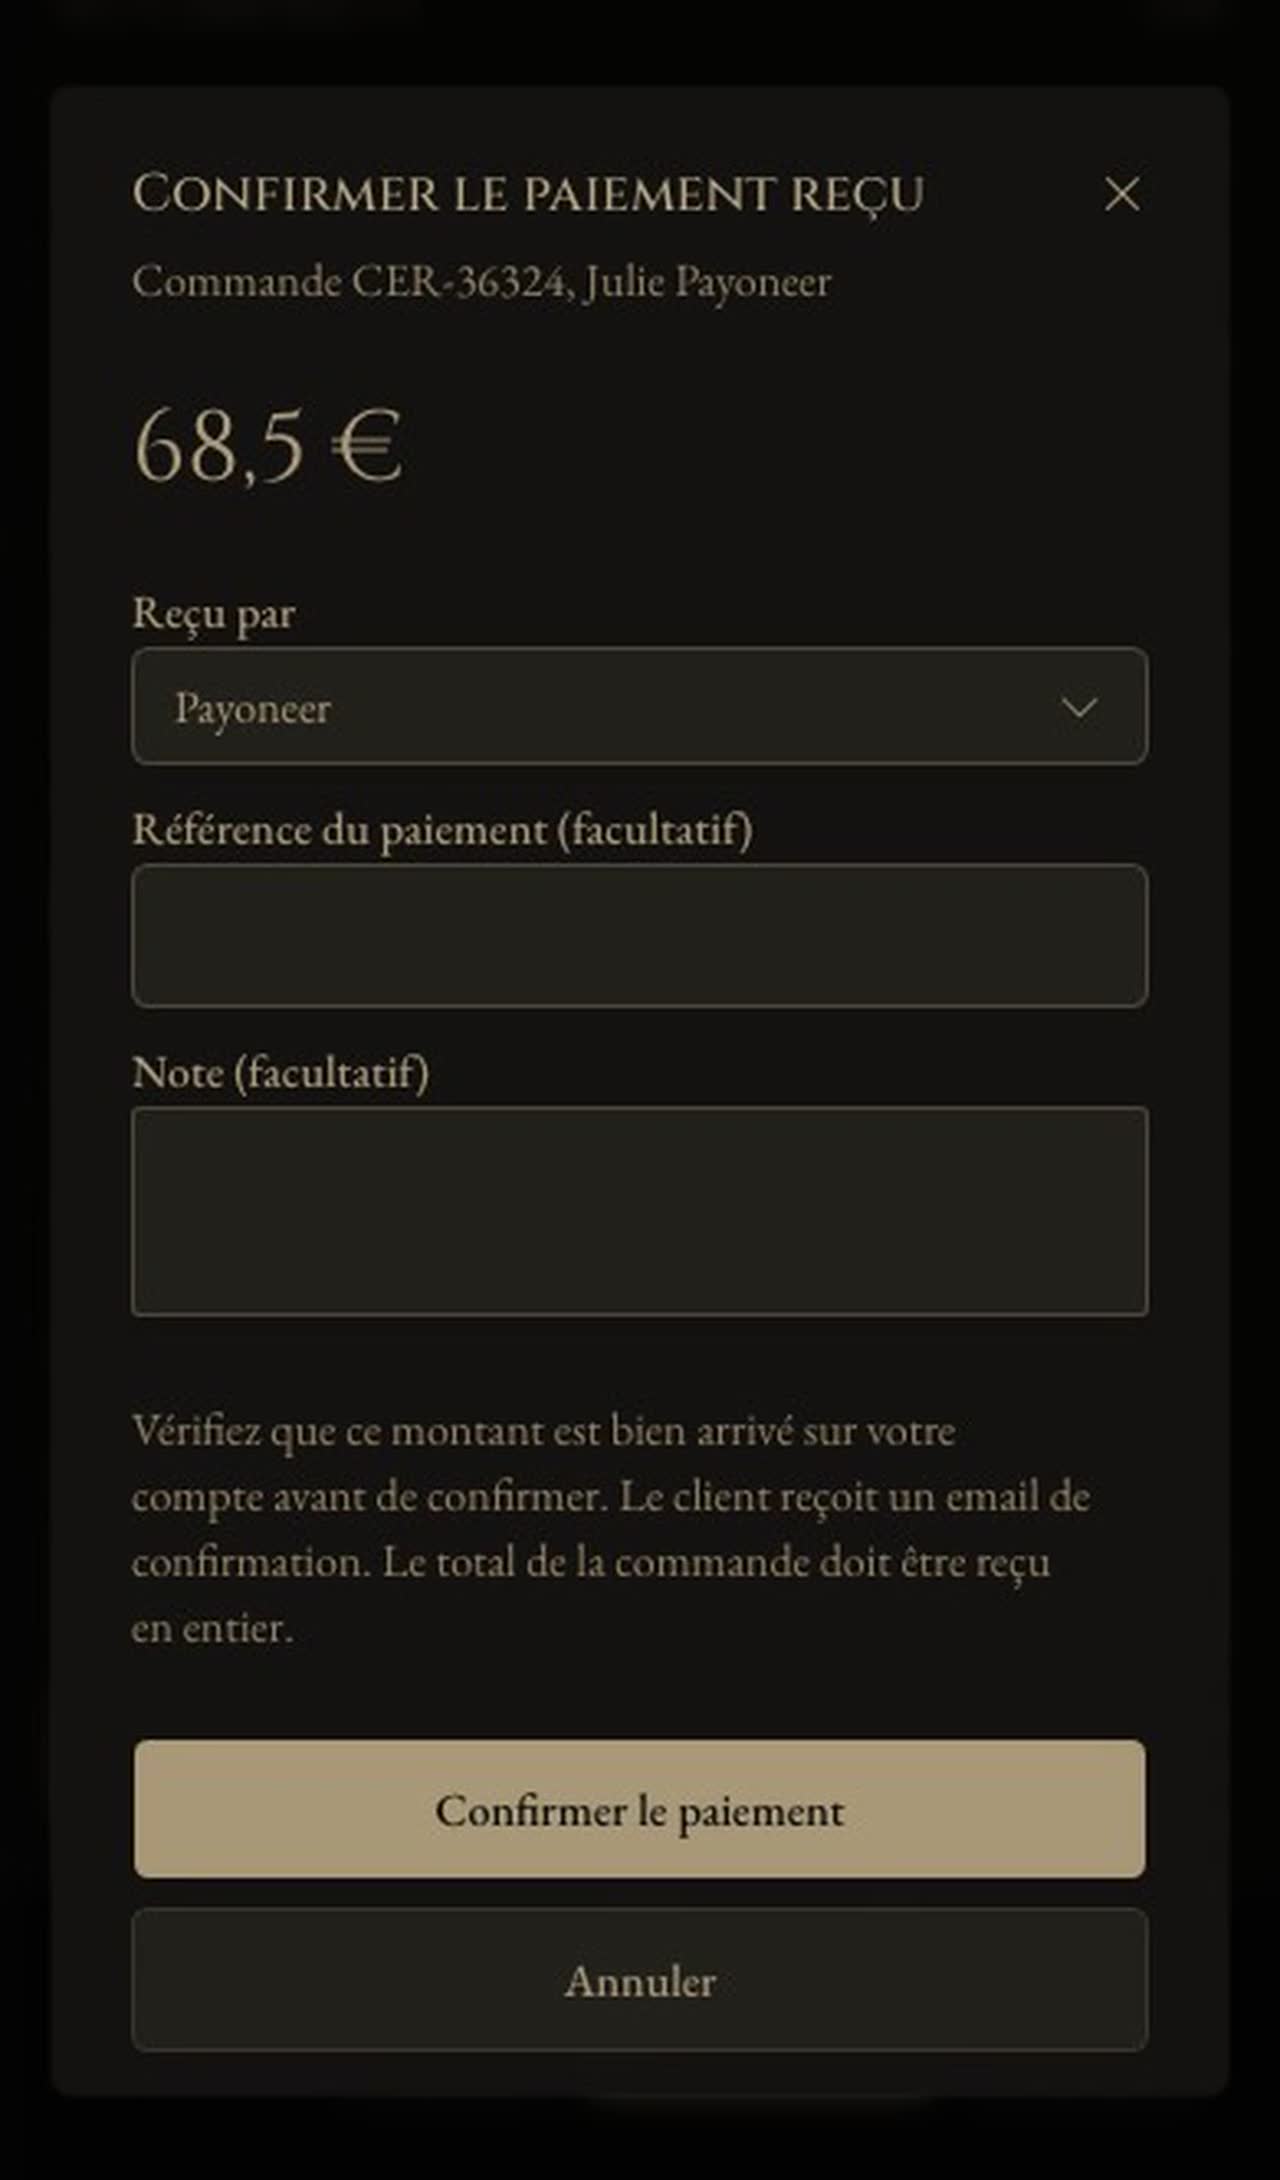 Confirmer le paiement reçu
Commande CER-36324, Julie Payoneer
68,5 €
Reçu par
Payoneer
Référence du paiement (facultatif)
Note (facultatif)
Vérifiez que ce montant est bien arrivé sur votre
compte avant de confirmer. Le client reçoit un email de
confirmation. Le total de la commande doit être reçu
en entier.
Confirmer le paiement
Annuler